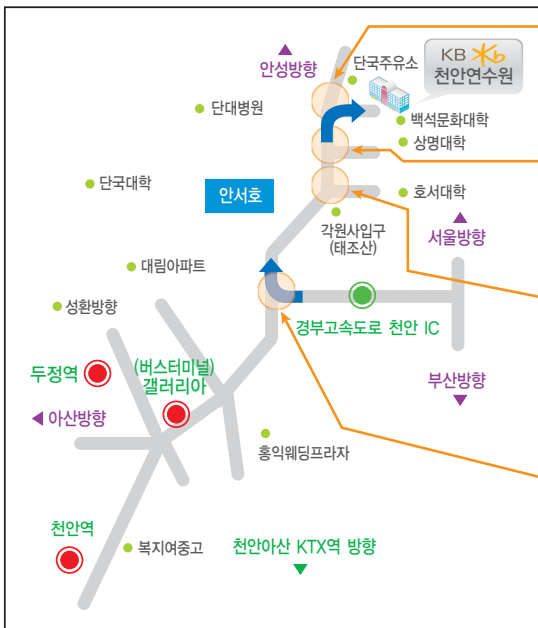 안성방향
단국주유소
KB Kb
천안연수원
단대병원
백석문화대학
상명대학
단국대학
안서호
호서대학
각원사입구
(태조산)
서울방향
대림아파트
성환방향
경부고속도로 천안 IC
두정역
(버스터미널)
갤러리아
부산방향
아산방향
홍익웨딩프라자
천안역
복지여중고
천안아산 KTX역 방향